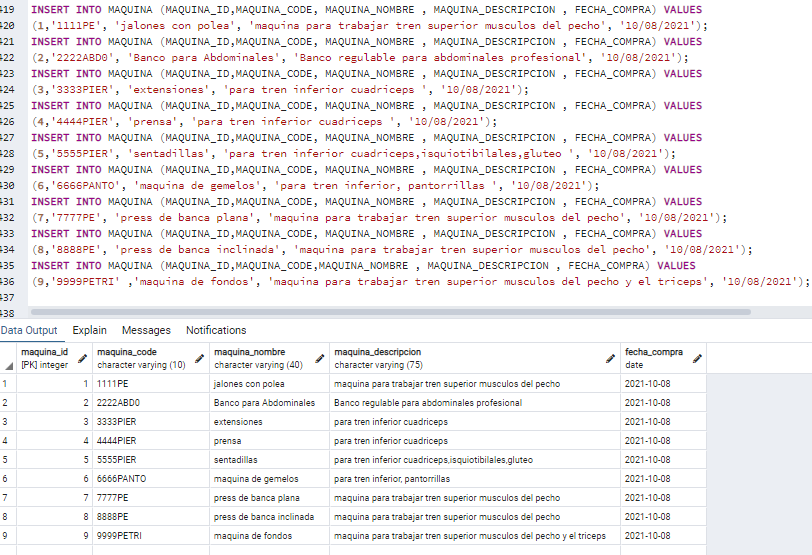 419 INSERT INTO MAQUINA (MAQUINA_ID,MAQUINA_CODE, MAQUINA_NOMBRE , MAQUINA_DESCRIPCION , FECHA_COMPRA) VALUES
420 (1,'1111PE', 'jalones con polea', 'maquina para trabajar tren superior musculos del pecho', '10/08/2021');
421 INSERT INTO MAQUINA (MAQUINA_ID,MAQUINA_CODE, MAQUINA_NOMBRE , MAQUINA_DESCRIPCION , FECHA_COMPRA) VALUES
422 (2,'2222ABDO', 'Banco para Abdominales', 'Banco regulable para abdominales profesional', '10/08/2021');
423 INSERT INTO MAQUINA (MAQUINA_ID,MAQUINA_CODE, MAQUINA_NOMBRE , MAQUINA_DESCRIPCION , FECHA_COMPRA) VALUES
424 (3,'3333PIER', 'extensiones', 'para tren inferior cuadriceps ', '10/08/2021');
425 INSERT INTO MAQUINA (MAQUINA_ID,MAQUINA_CODE, MAQUINA_NOMBRE , MAQUINA_DESCRIPCION , FECHA_COMPRA) VALUES
426 (4,'4444PIER', 'prensa', 'para tren inferior cuadriceps ', '10/08/2021');
427 INSERT INTO MAQUINA (MAQUINA_ID,MAQUINA_CODE, MAQUINA_NOMBRE , MAQUINA_DESCRIPCION , FECHA_COMPRA) VALUES
428 (5,'5555PIER', 'sentadillas', 'para tren inferior cuadriceps,isquiotibilales,gluteo ', '10/08/2021');
429 INSERT INTO MAQUINA (MAQUINA_ID,MAQUINA_CODE, MAQUINA_NOMBRE , MAQUINA_DESCRIPCION , FECHA_COMPRA) VALUES
430 (6,'6666PANTO', 'maquina de gemelos', 'para tren inferior, pantorrillas ', '10/08/2021');
431 INSERT INTO MAQUINA (MAQUINA_ID,MAQUINA_CODE, MAQUINA_NOMBRE , MAQUINA_DESCRIPCION , FECHA_COMPRA) VALUES
432 (7,'7777PE', 'press de banca plana', 'maquina para trabajar tren superior musculos del pecho', '10/08/2021');
433 INSERT INTO MAQUINA (MAQUINA_ID,MAQUINA_CODE, MAQUINA_NOMBRE , MAQUINA_DESCRIPCION , FECHA_COMPRA) VALUES
434 (8,'8888PE', 'press de banca inclinada', 'maquina para trabajar tren superior musculos del pecho', '10/08/2021');
435 INSERT INTO MAQUINA (MAQUINA_ID,MAQUINA_CODE,MAQUINA_NOMBRE , MAQUINA_DESCRIPCION , FECHA_COMPRA) VALUES
436 (9,'9999PETRI' ,'maquina de fondos', 'maquina para trabajar tren superior musculos del pecho y el triceps', '10/08/2021');
437
438
Data Output Explain Messages Notifications
maquina_id maquina_code maquina_nombre maquina_descripcion fecha_compra
[PK] integer character varying (10) character varying (40) character varying (75) date
1 1 1111PE jalones con polea maquina para trabajar tren superior musculos del pecho 2021-10-08
2 2 2222ABDO Banco para Abdominales Banco regulable para abdominales profesional 2021-10-08
3 3 3333PIER extensiones para tren inferior cuadriceps 2021-10-08
4 4 4444PIER prensa para tren inferior cuadriceps 2021-10-08
5 5 5555PIER sentadillas para tren inferior cuadriceps,isquiotibilales,gluteo 2021-10-08
6 6 6666PANTO maquina de gemelos para tren inferior, pantorrillas 2021-10-08
7 7 7777PE press de banca plana maquina para trabajar tren superior musculos del pecho 2021-10-08
8 8 8888PE press de banca inclinada maquina para trabajar tren superior musculos del pecho 2021-10-08
9 9 9999PETRI maquina de fondos maquina para trabajar tren superior musculos del pecho y el triceps 2021-10-08